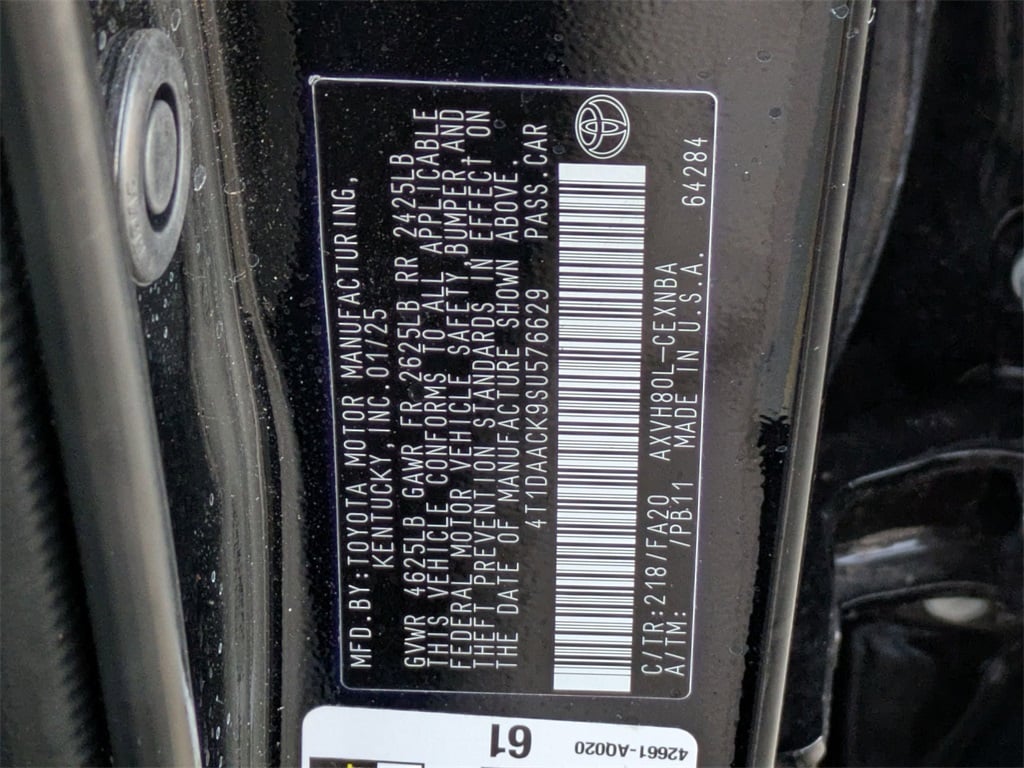 MFD.BY:TOYOTA MOTOR MANUFACTURING,
KENTUCKY, INC.01/25
GVWR 4625LB GAWR FR 2625LB RR 2425LB
THIS VEHICLE CONFORMS TO ALL APPLICABLE
FEDERAL MOTOR VEHICLE SAFETY,BUMPER,AND
THEFT PREVENTION STANDARDS IN EFFECT ON
THE DATE OF MANUFACTURE SHOWN ABOVE.
4T1DAACK9SU576629 PASS.CAR
C/TR:218/FA20 AXVH80L-CEXNBA
A/TM: /PB11 MADE IN U.S.A. 64284
61
42661-AQ020